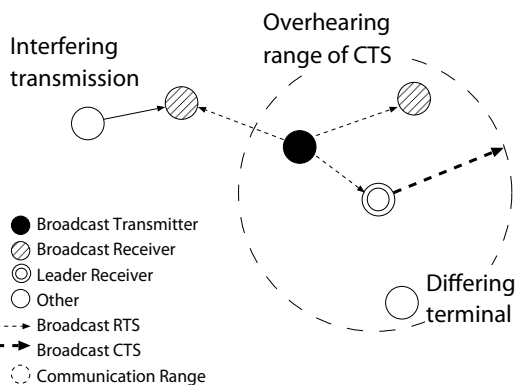 Overhearing
range of CTS
Interfering
transmission
Broadcast Transmitter
Broadcast Receiver
Leader Receiver
Other
Broadcast RTS
Broadcast CTS
Communication Range
Differing
terminal